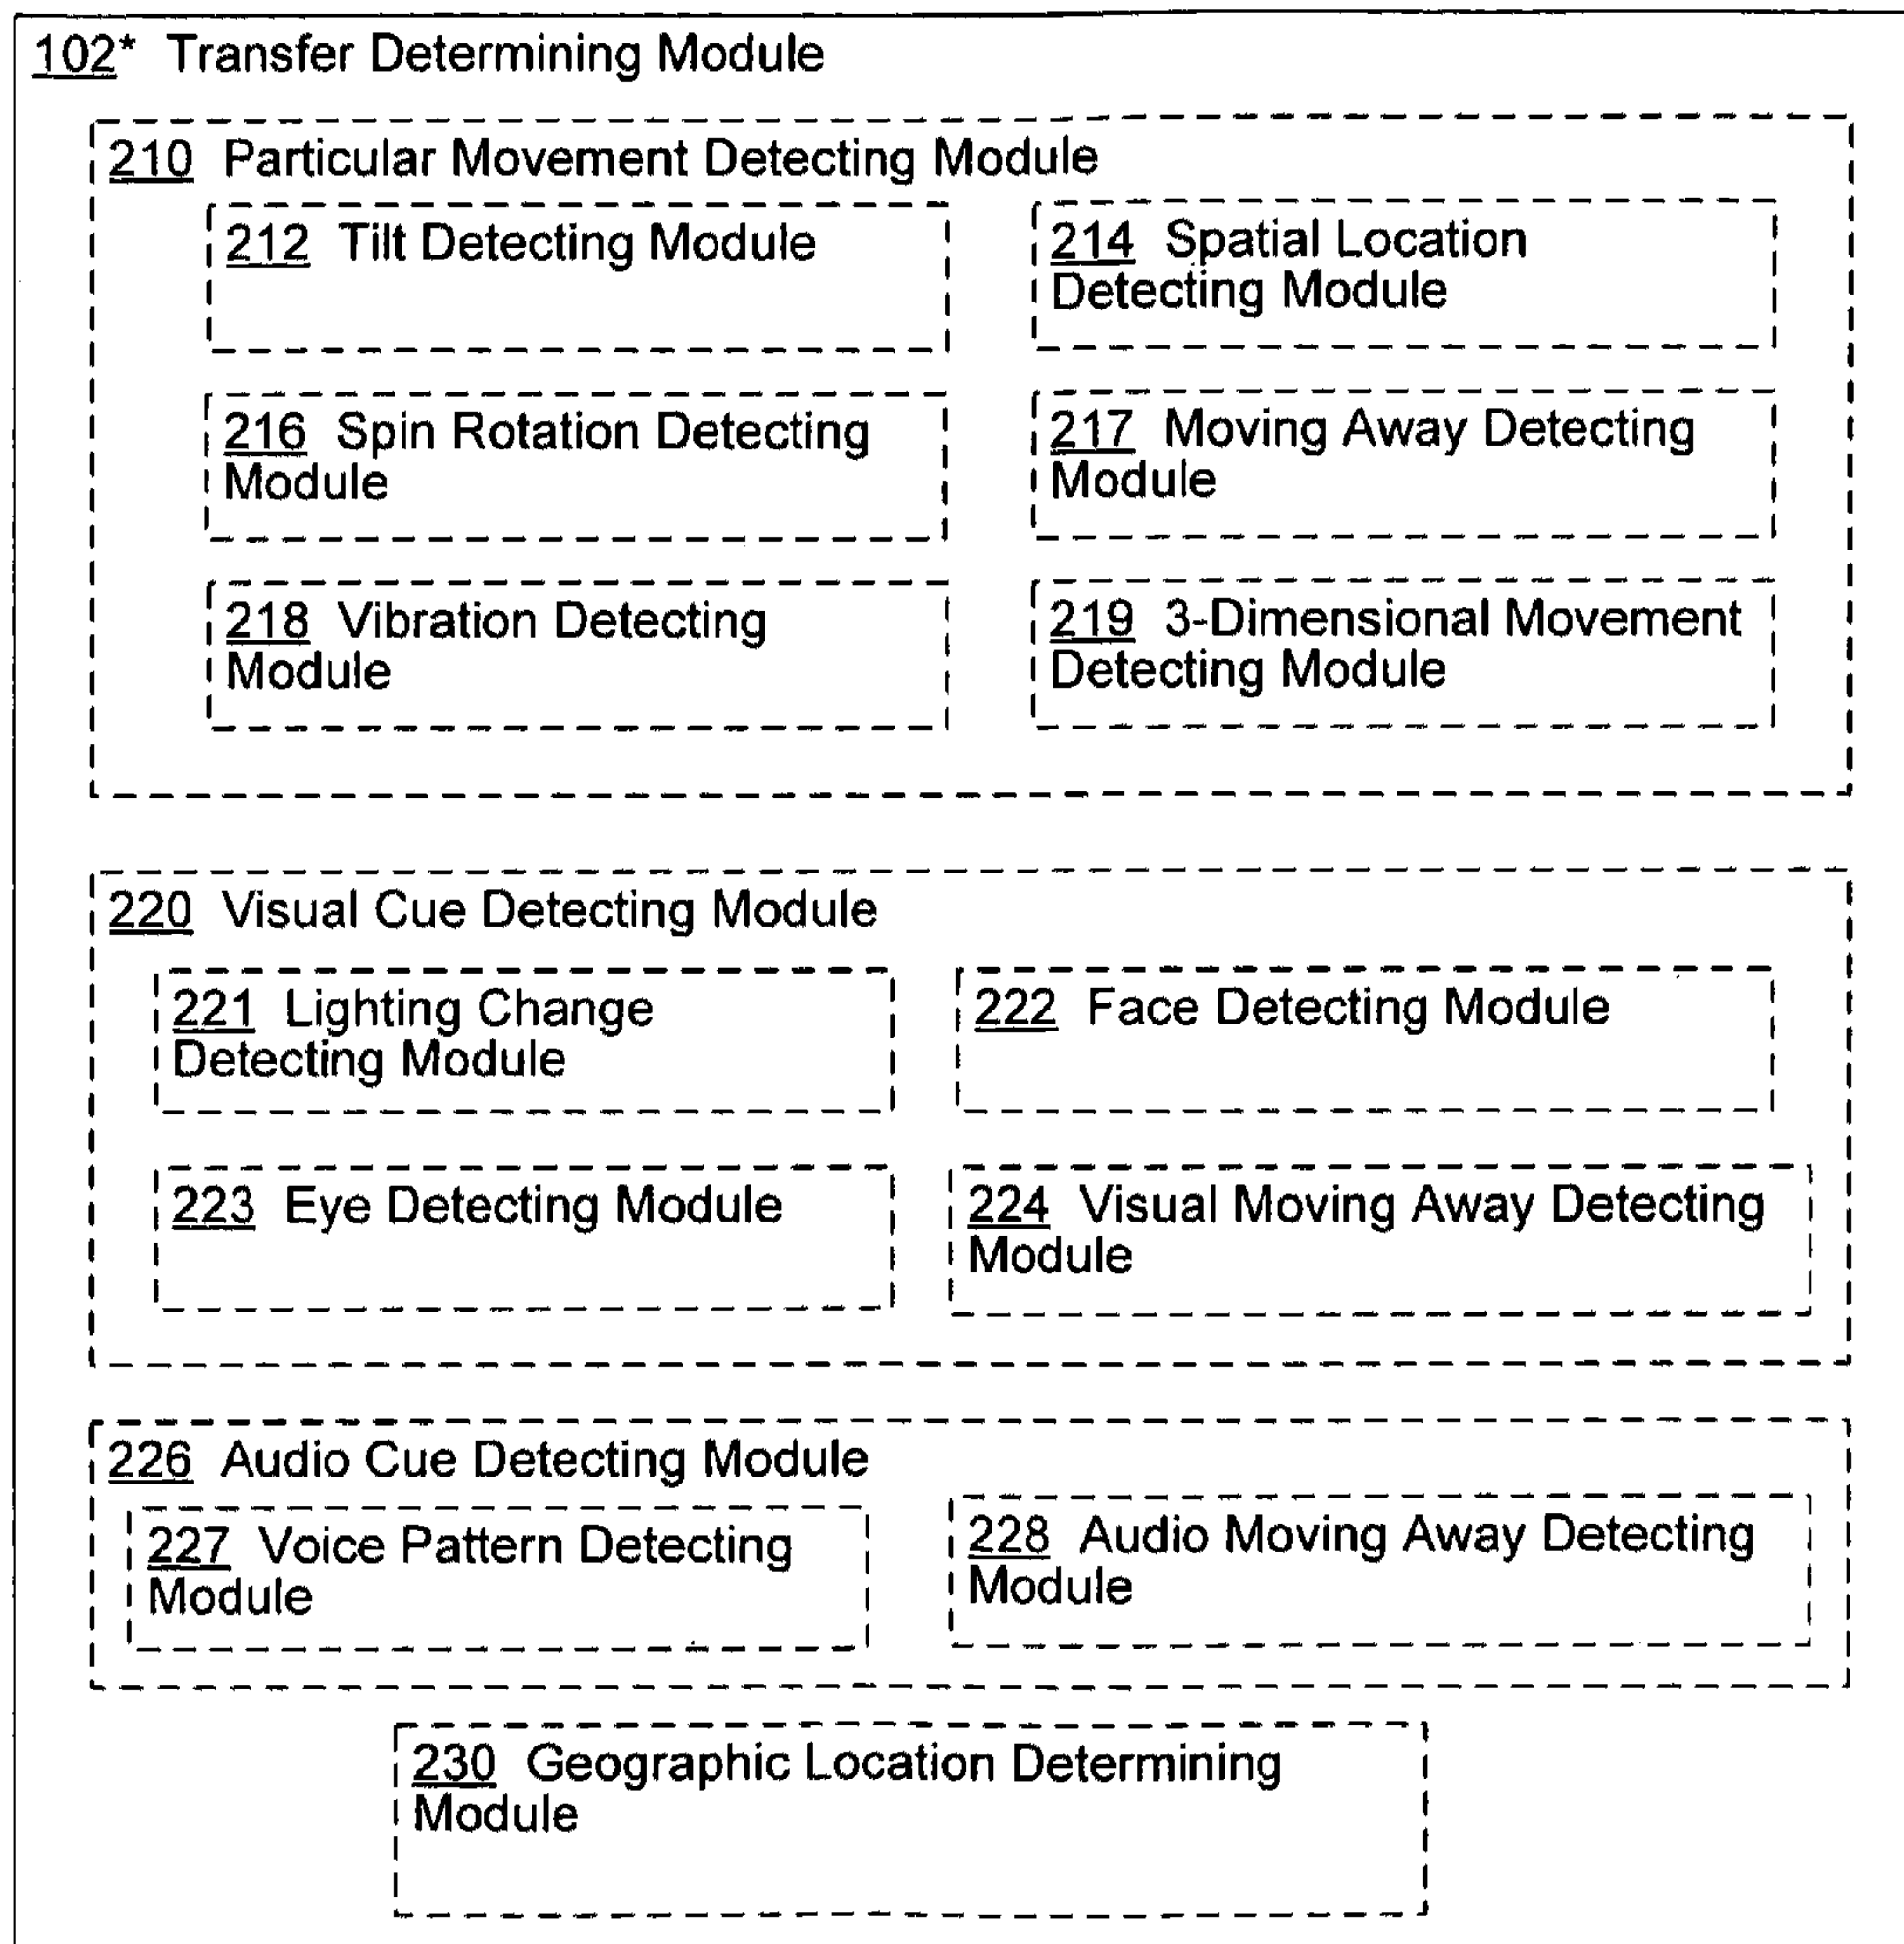 102* Transfer Determining Module
210 Particular Movement Detecting Module
212 Tilt Detecting Module
214 Spatial Location
Detecting Module
216 Spin Rotation Detecting
Module
217 Moving Away Detecting
Module
218 Vibration Detecting
Module
219 3-Dimensional Movement
Detecting Module
220 Visual Cue Detecting Module
221 Lighting Change
Detecting Module
222 Face Detecting Module
223 Eye Detecting Module
224 Visual Moving Away Detecting
Module
226 Audio Cue Detecting Module
227 Voice Pattern Detecting
Module
228 Audio Moving Away Detecting
Module
230 Geographic Location Determining
Module